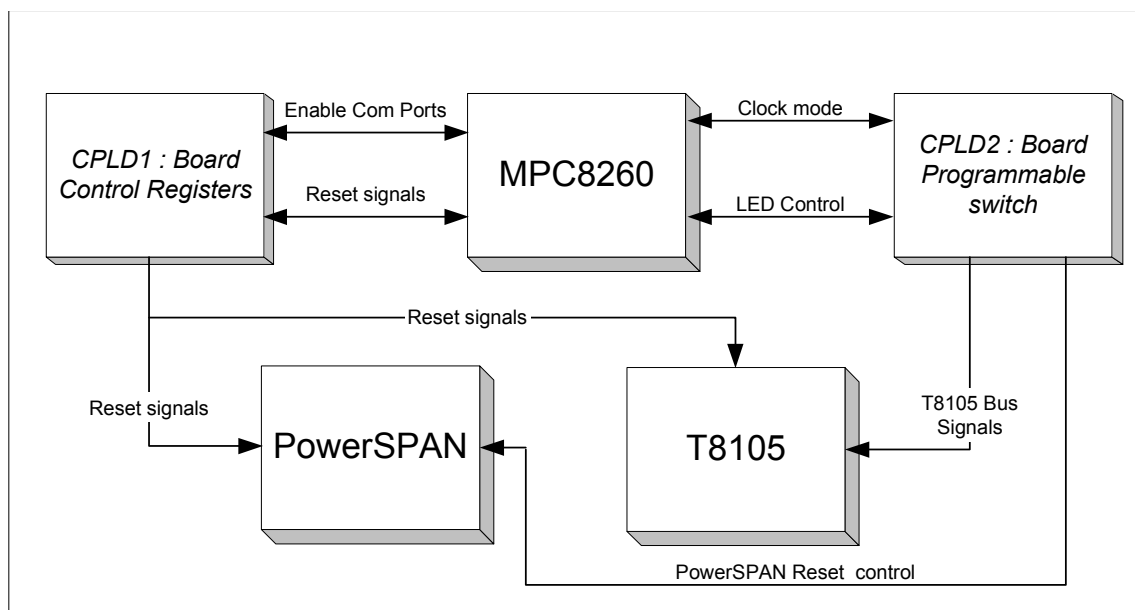 Enable Com Ports
Clock mode
CPLD1 : Board
Control Registers
MPC8260
CPLD2 : Board
Programmable
switch
Reset signals
LED Control
Reset signals
Reset signals
PowerSPAN
T8105
T8105 Bus
Signals
PowerSPAN Reset control